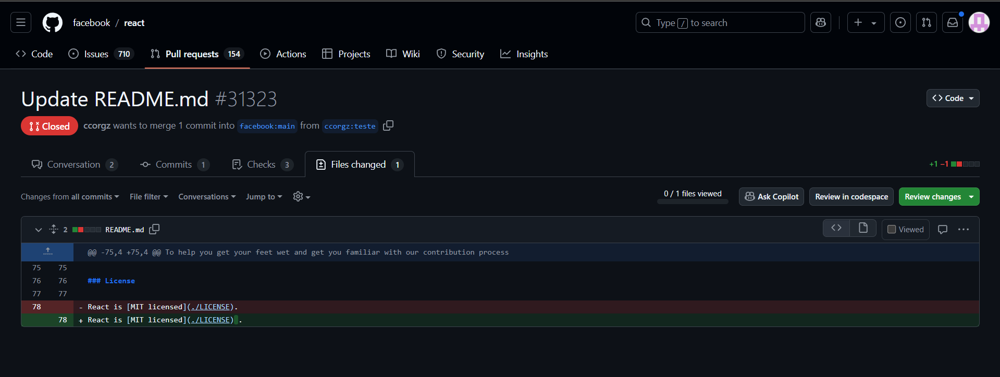 facebook / react
Type / to search
Code Issues 710 Pull requests 154 Actions Projects Wiki Security Insights
Update README.md #31323
Code
Closed ccorgz wants to merge 1 commit into facebook:main from ccorgz:teste
Conversation 2 Commits 1 Checks 3 Files changed 1 +1 −1
Changes from all commits File filter Conversations Jump to 0 / 1 files viewed Ask Copilot Review in codespace Review changes
2 README.md Viewed
@@ -75,4 +75,4 @@ To help you get your feet wet and get you familiar with our contribution process
75 75
76 76 ### License
77 77
78 - React is [MIT licensed](./LICENSE).
78 + React is [MIT licensed](./LICENSE) .